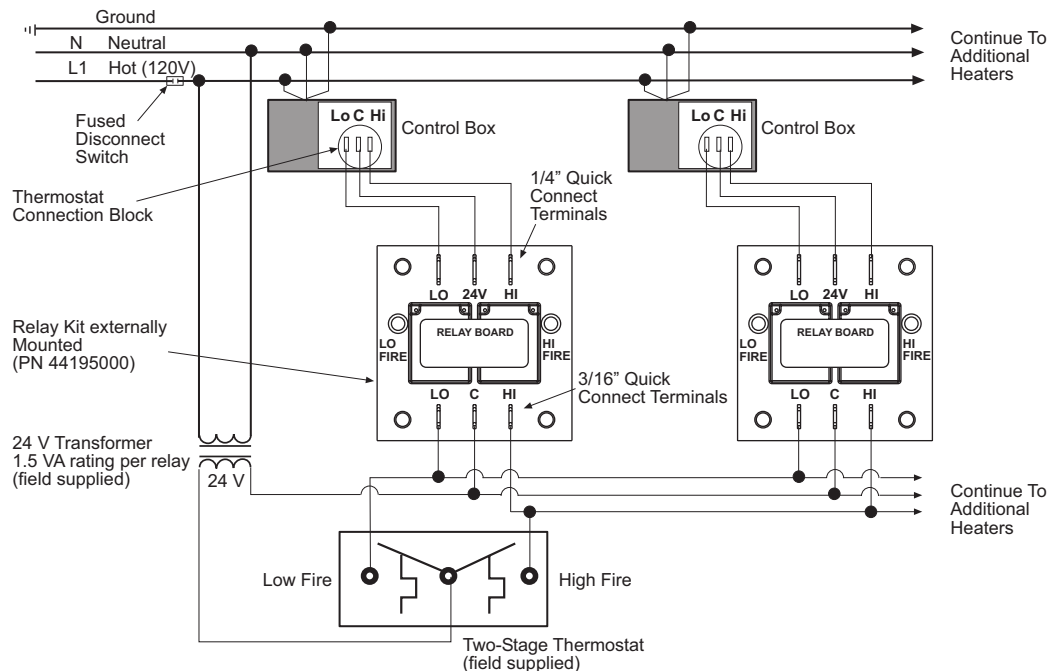 Ground
N Neutral
L1 Hot (120V)
Continue To
Additional
Heaters
Fused
Disconnect
Switch
Lo C Hi
Control Box
Lo C Hi
Control Box
Thermostat
Connection Block
1/4” Quick
Connect
Terminals
LO 24V HI
RELAY BOARD
LO
FIRE
HI
FIRE
LO C HI
LO 24V HI
RELAY BOARD
LO
FIRE
HI
FIRE
LO C HI
Relay Kit externally
Mounted
(PN 44195000)
3/16” Quick
Connect Terminals
24 V Transformer
1.5 VA rating per relay
(field supplied)
24 V
Continue To
Additional
Heaters
Low Fire
High Fire
Two-Stage Thermostat
(field supplied)